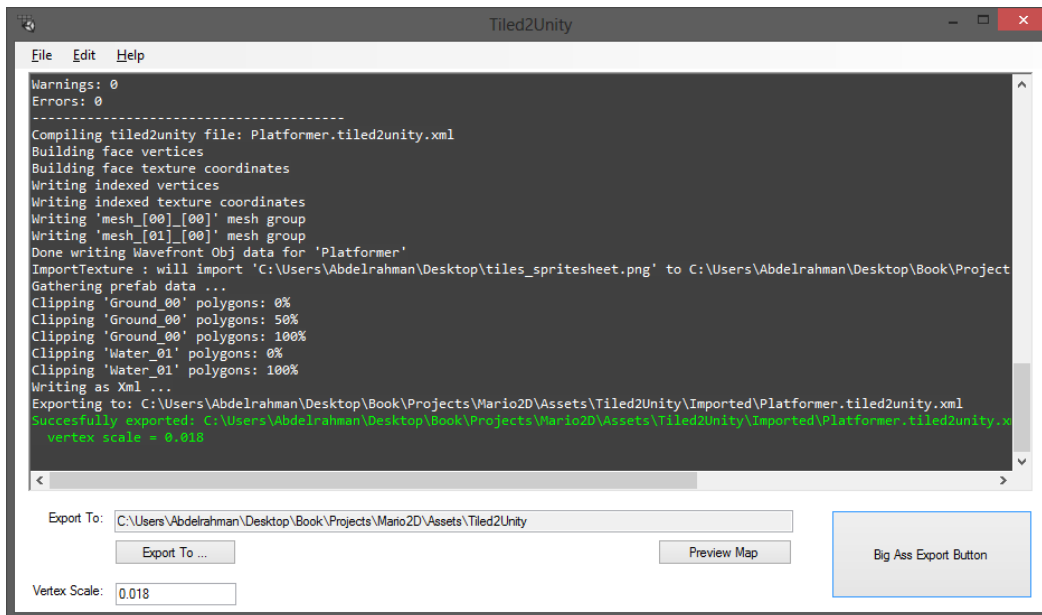 Tiled2Unity
File Edit Help
Warnings: 0
Errors: 0
----------------------------------------
Compiling tiled2unity file: Platformer.tiled2unity.xml
Building face vertices
Building face texture coordinates
Writing indexed vertices
Writing indexed texture coordinates
Writing 'mesh_[00]_[00]' mesh group
Writing 'mesh_[01]_[00]' mesh group
Done writing Wavefront Obj data for 'Platformer'
ImportTexture : will import 'C:\Users\Abdelrahman\Desktop\tiles_spritesheet.png' to C:\Users\Abdelrahman\Desktop\Book\Project
Gathering prefab data ...
Clipping 'Ground_00' polygons: 0%
Clipping 'Ground_00' polygons: 50%
Clipping 'Ground_00' polygons: 100%
Clipping 'Water_01' polygons: 0%
Clipping 'Water_01' polygons: 100%
Writing as Xml ...
Exporting to: C:\Users\Abdelrahman\Desktop\Book\Projects\Mario2D\Assets\Tiled2Unity\Imported\Platformer.tiled2unity.xml
Succesfully exported: C:\Users\Abdelrahman\Desktop\Book\Projects\Mario2D\Assets\Tiled2Unity\Imported\Platformer.tiled2unity.x
vertex scale = 0.018
Export To: C:\Users\Abdelrahman\Desktop\Book\Projects\Mario2D\Assets\Tiled2Unity
Export To ... Preview Map Big Ass Export Button
Vertex Scale: 0.018